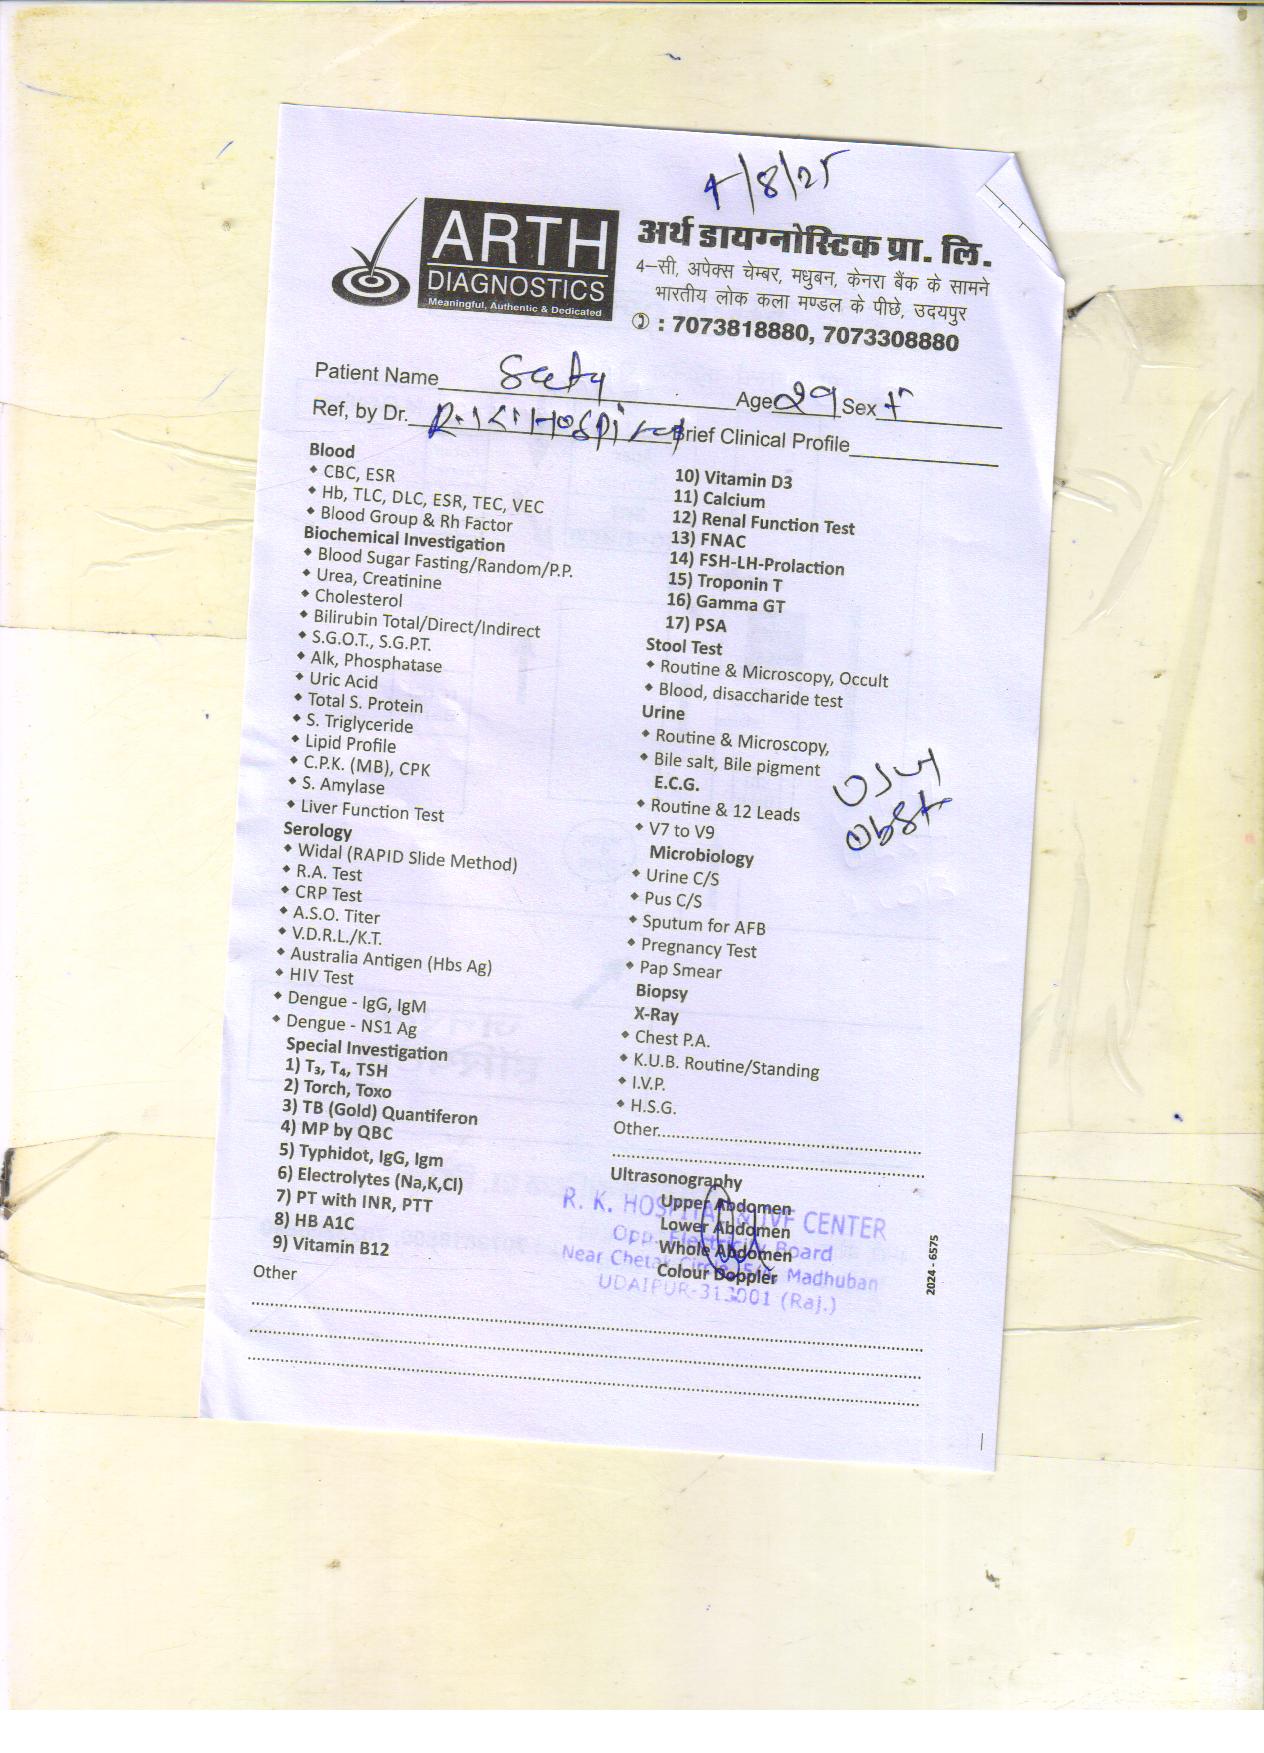 4/8/25
ARTH
DIAGNOSTICS
Meaningful, Authentic & Dedicated
अर्थ डायग्नोस्टिक प्रा. लि.
4–सी, अपेक्स चेम्बर, मधुबन, केनरा बैंक के सामने
भारतीय लोक कला मण्डल के पीछे, उदयपुर
: 7073818880, 7073308880
Patient Name Age 29 Sex F
Ref, by Dr. R.K Hospital Brief Clinical Profile
Blood
CBC, ESR
Hb, TLC, DLC, ESR, TEC, VEC
Blood Group & Rh Factor
Biochemical Investigation
Blood Sugar Fasting/Random/P.P.
Urea, Creatinine
Cholesterol
Bilirubin Total/Direct/Indirect
S.G.O.T., S.G.P.T.
Alk, Phosphatase
Uric Acid
Total S. Protein
S. Triglyceride
Lipid Profile
C.P.K. (MB), CPK
S. Amylase
Liver Function Test
Serology
Widal (RAPID Slide Method)
R.A. Test
CRP Test
A.S.O. Titer
V.D.R.L./K.T.
Australia Antigen (Hbs Ag)
HIV Test
Dengue - IgG, IgM
Dengue - NS1 Ag
Special Investigation
1) T₃, T₄, TSH
2) Torch, Toxo
3) TB (Gold) Quantiferon
4) MP by QBC
5) Typhidot, IgG, Igm
6) Electrolytes (Na,K,Cl)
7) PT with INR, PTT
8) HB A1C
9) Vitamin B12
Other
10) Vitamin D3
11) Calcium
12) Renal Function Test
13) FNAC
14) FSH-LH-Prolaction
15) Troponin T
16) Gamma GT
17) PSA
Stool Test
Routine & Microscopy, Occult
Blood, disaccharide test
Urine
Routine & Microscopy,
Bile salt, Bile pigment
E.C.G.
Routine & 12 Leads
V7 to V9
Microbiology
Urine C/S
Pus C/S
Sputum for AFB
Pregnancy Test
Pap Smear
Biopsy
X-Ray
Chest P.A.
K.U.B. Routine/Standing
I.V.P.
H.S.G.
Other
Ultrasonography
Upper Abdomen
Lower Abdomen
Whole Abdomen
Colour Doppler
Obst
R. K. HOSPITAL & IVF CENTER
Opp. Electricity Board
Near Chetak Circle, Madhuban
UDAIPUR-313001 (Raj.)
2024 - 6575